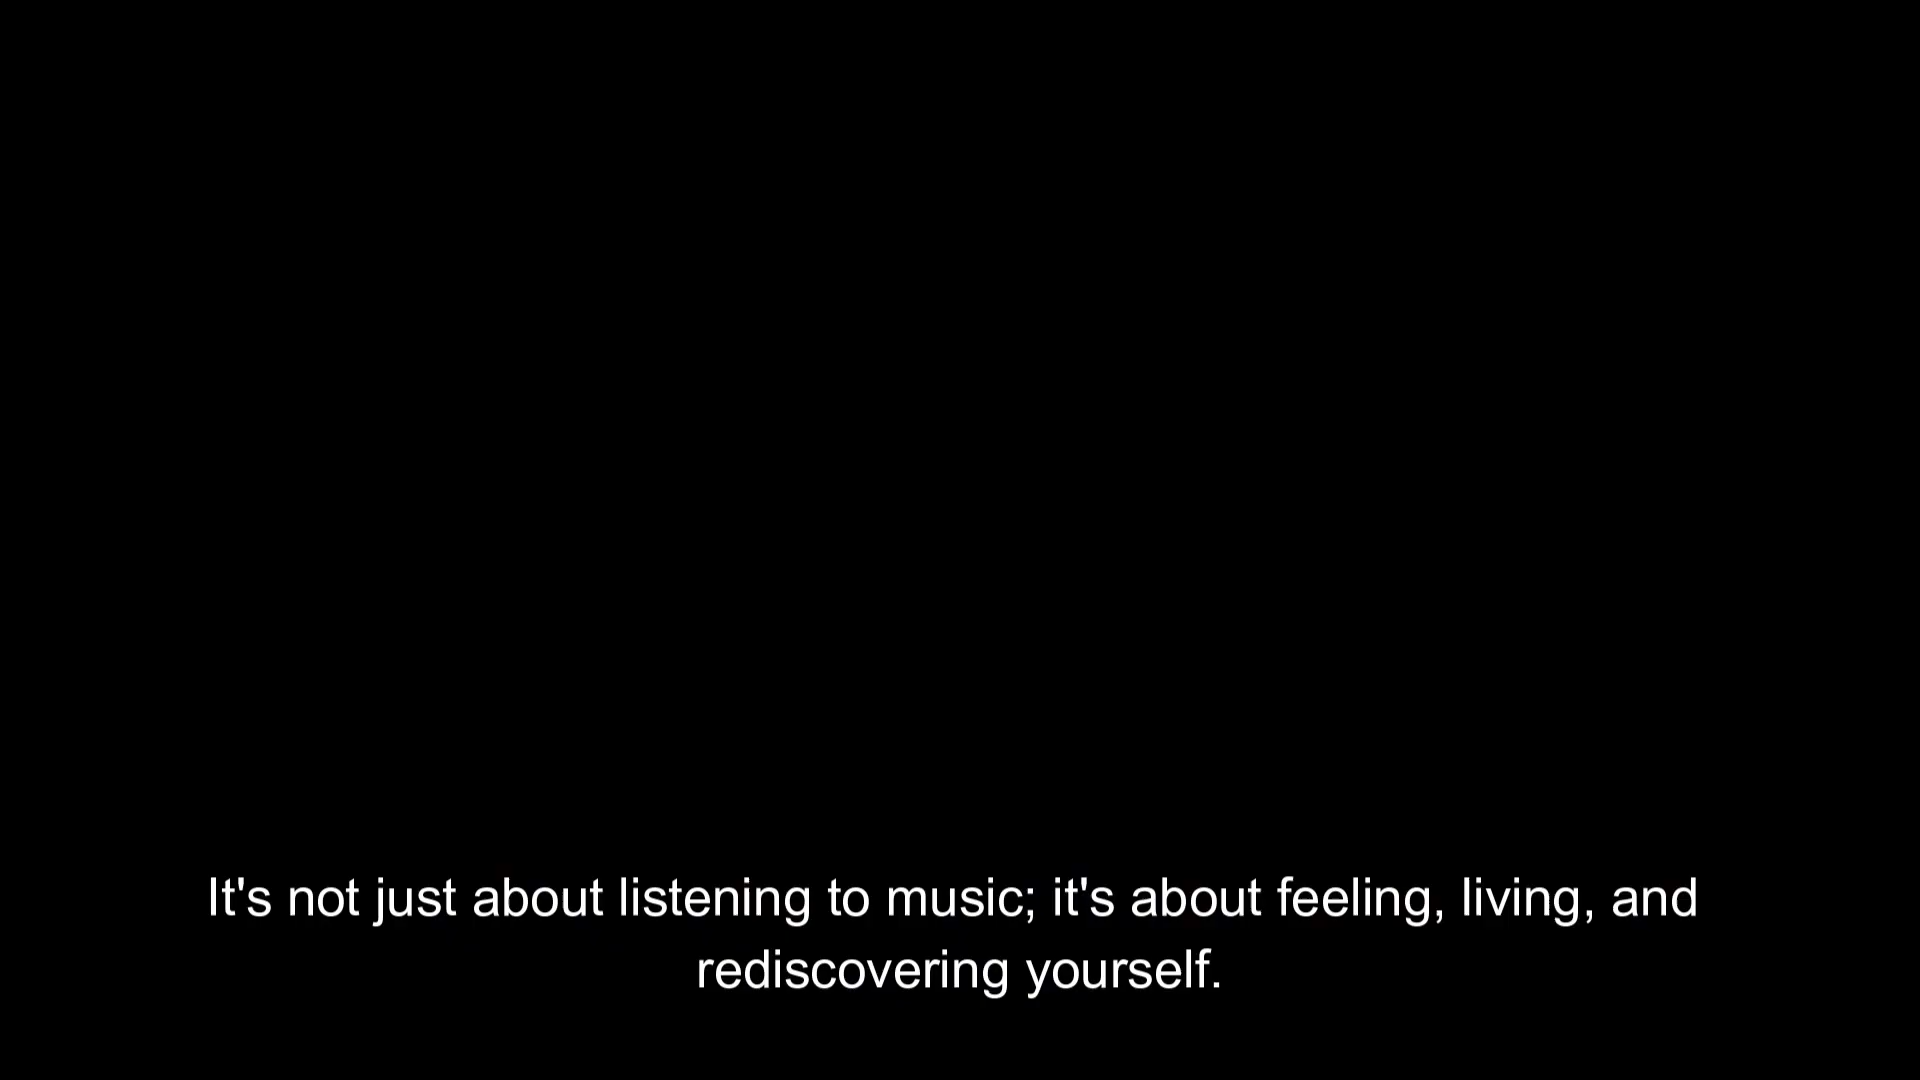 It's not just about listening to music; it's about feeling, living, and
rediscovering yourself.